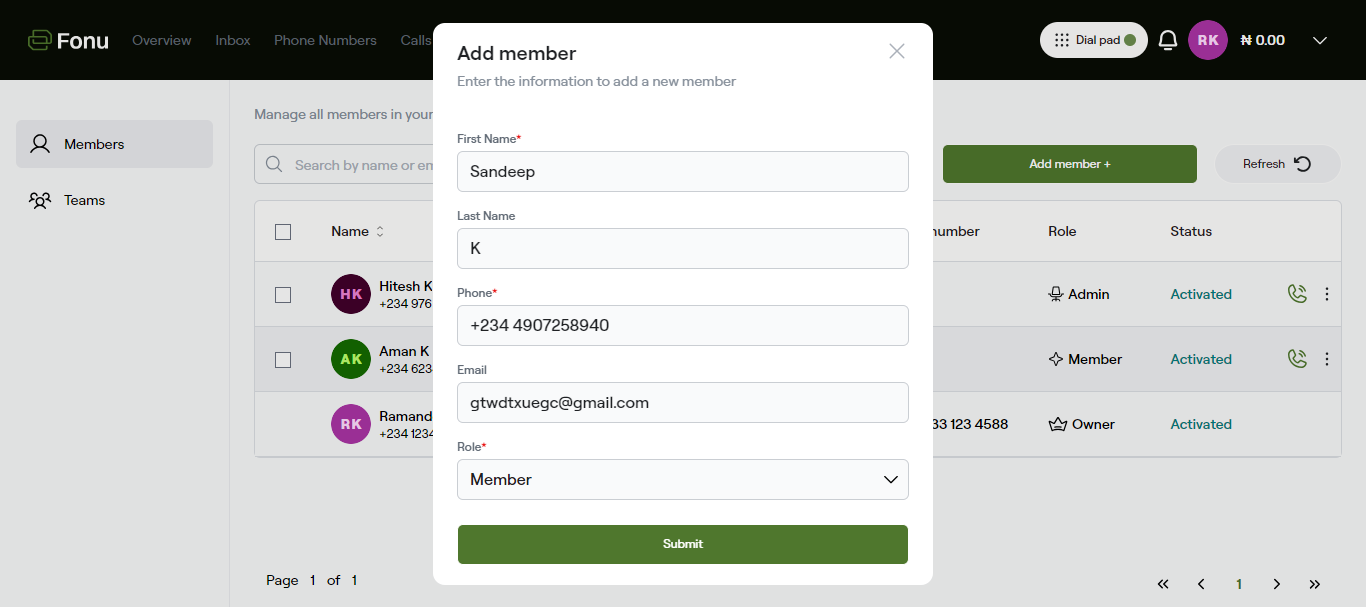 Fonu
Overview Inbox Phone Numbers Calls
Dial pad RK ₦ 0.00
Members
Teams
Manage all members in your
Search by name or em
Add member +
Refresh
Name
number Role Status
HK Hitesh K
+234 976
Admin Activated
AK Aman K
+234 623
Member Activated
RK Ramand
+234 1234
33 123 4588 Owner Activated
Page 1 of 1
« ‹ 1 › »
Add member
Enter the information to add a new member
First Name*
Sandeep
Last Name
K
Phone*
+234 4907258940
Email
gtwdtxuegc@gmail.com
Role*
Member
Submit